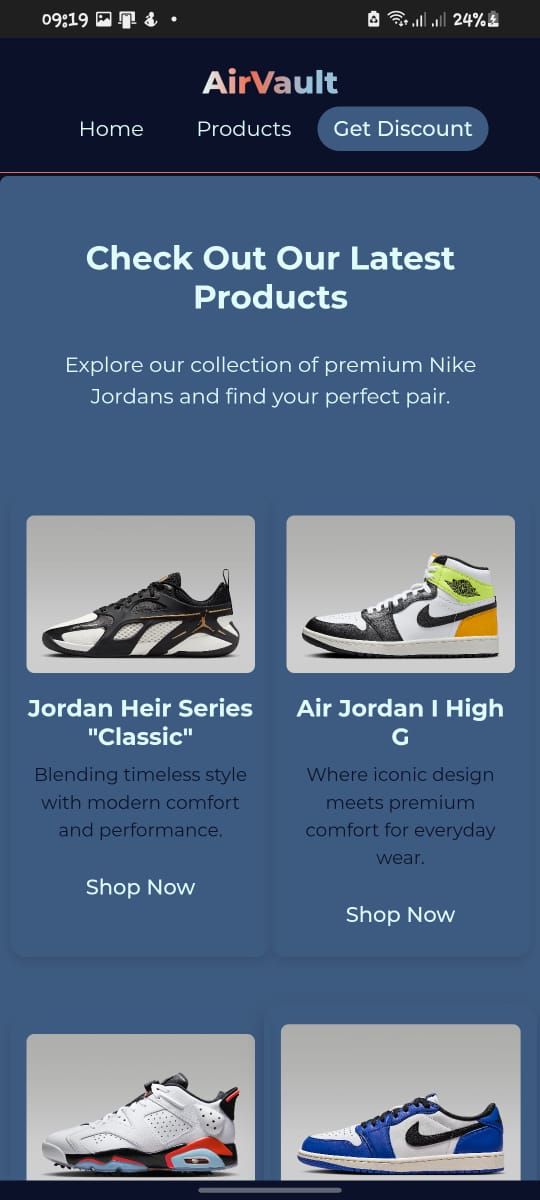 09:19
24%
AirVault
Home Products Get Discount
Check Out Our Latest
Products
Explore our collection of premium Nike
Jordans and find your perfect pair.
Jordan Heir Series
"Classic"
Blending timeless style
with modern comfort
and performance.
Shop Now
Air Jordan I High
G
Where iconic design
meets premium
comfort for everyday
wear.
Shop Now